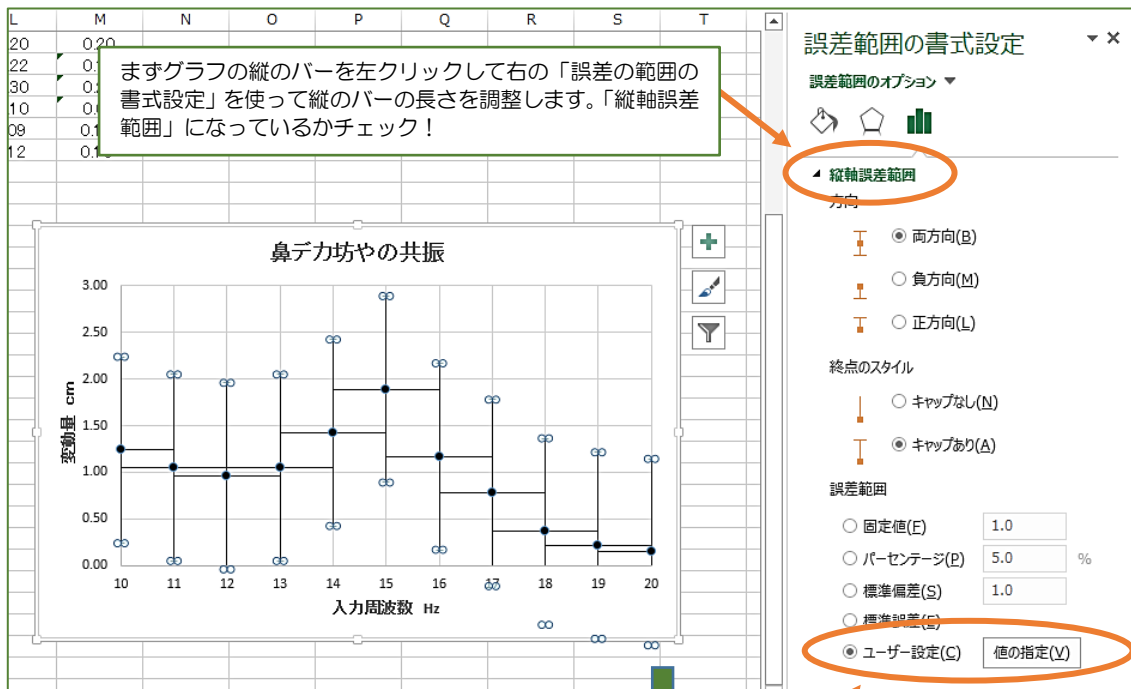 L M N O P Q R S T
20 0.20
22
30
10
09
12
まずグラフの縦のバーを左クリックして右の「誤差の範囲の
書式設定」を使って縦のバーの長さを調整します。「縦軸誤差
範囲」になっているかチェック！
鼻デカ坊やの共振
3.00
2.50
2.00
1.50
1.00
0.50
0.00
変動量 cm
10 11 12 13 14 15 16 17 18 19 20
入力周波数 Hz
誤差範囲の書式設定
誤差範囲のオプション
縦軸誤差範囲
方向
両方向(B)
負方向(M)
正方向(L)
終点のスタイル
キャップなし(N)
キャップあり(A)
誤差範囲
固定値(F) 1.0
パーセンテージ(P) 5.0 %
標準偏差(S) 1.0
標準誤差(E)
ユーザー設定(C) 値の指定(V)